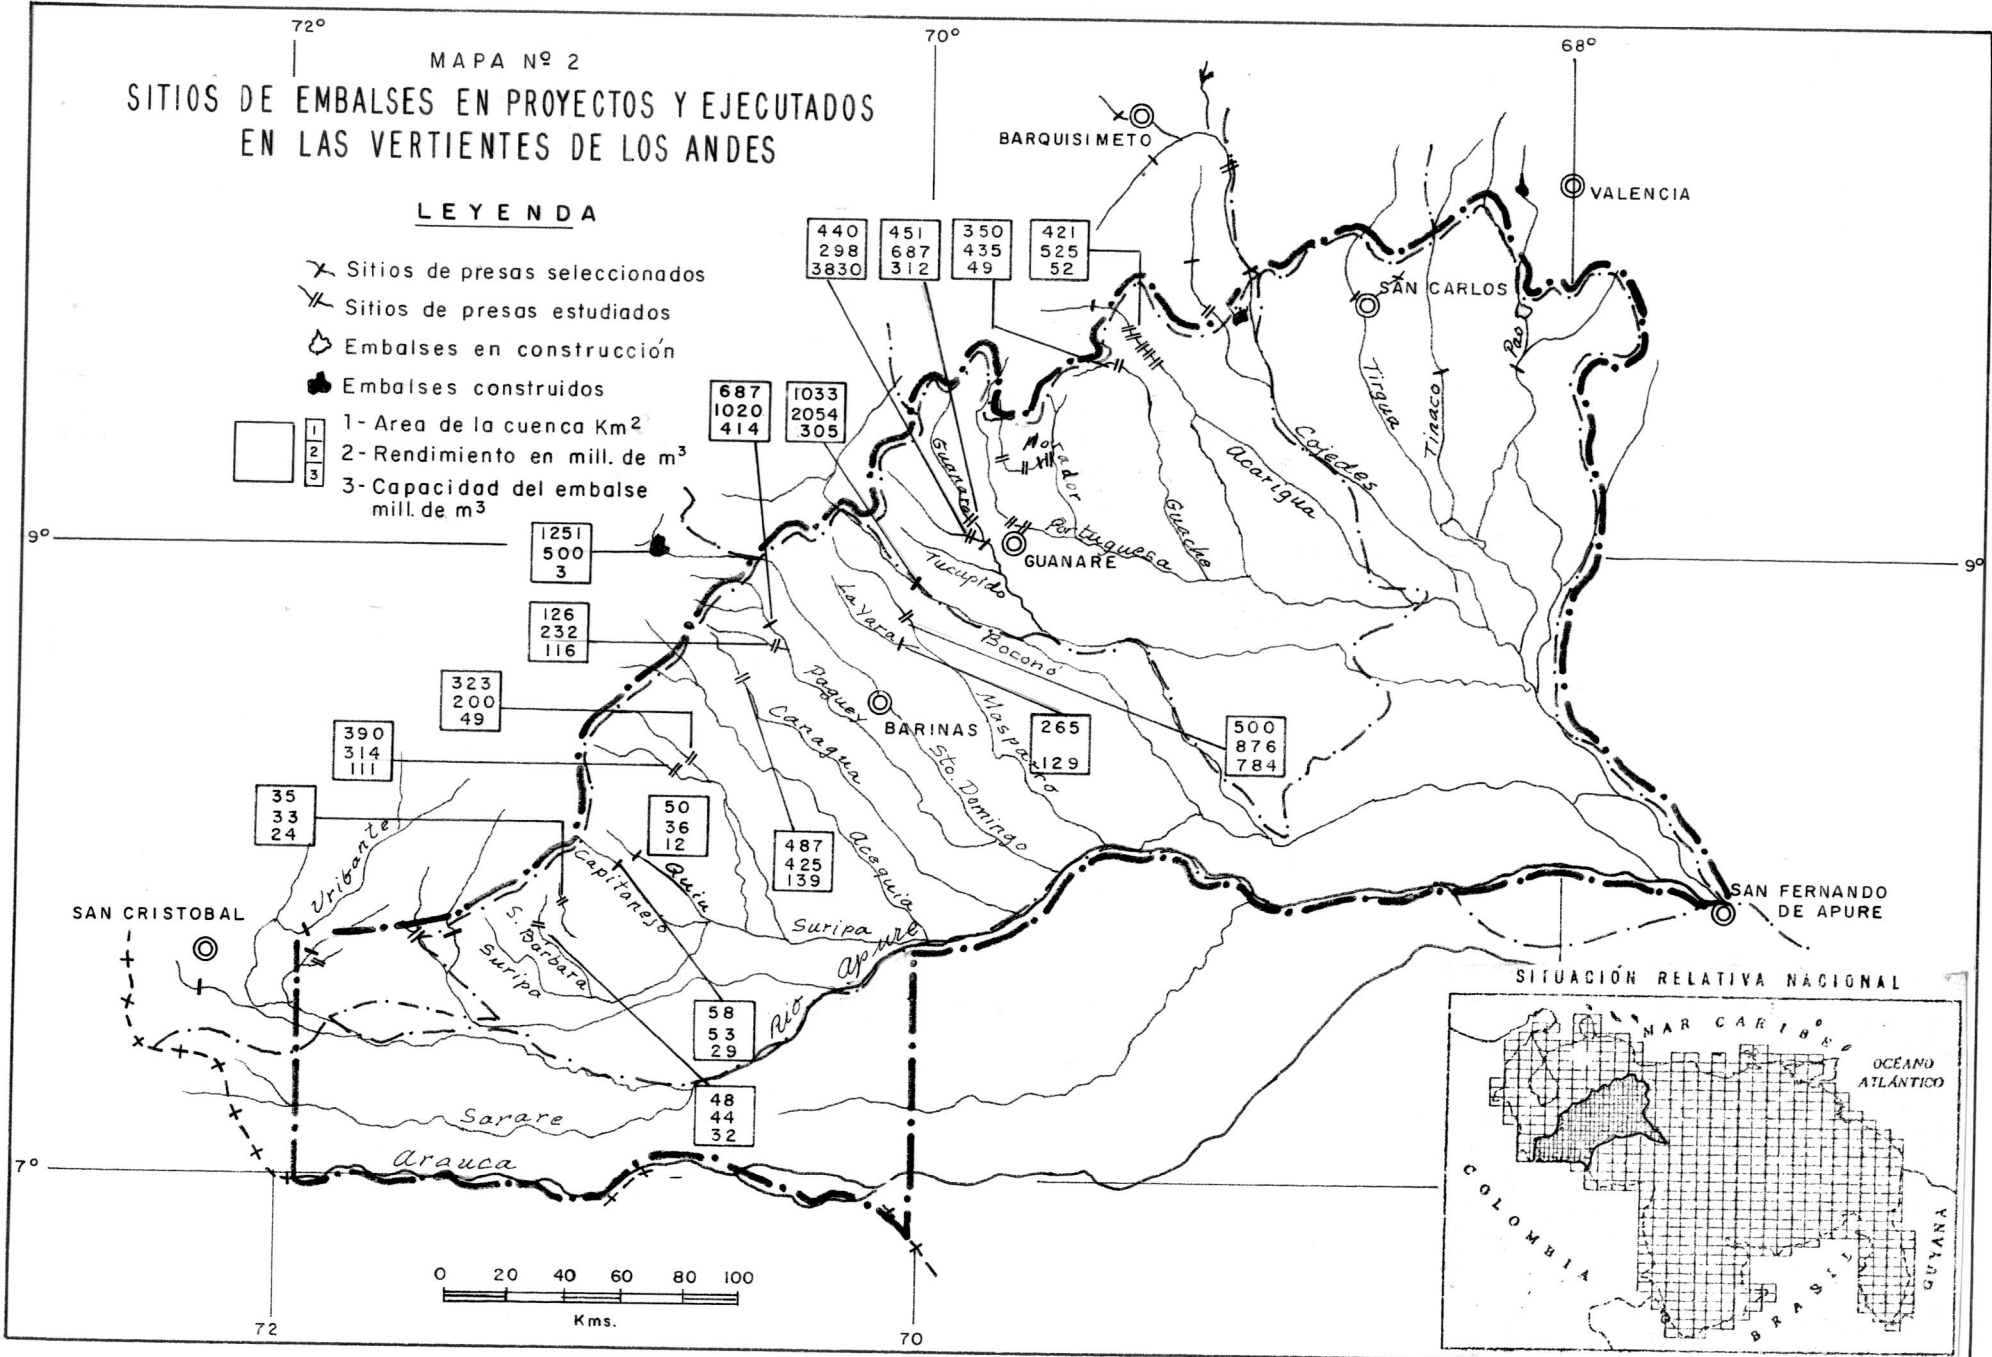 72°
70°
68°
MAPA Nº 2
SITIOS DE EMBALSES EN PROYECTOS Y EJECUTADOS
EN LAS VERTIENTES DE LOS ANDES
LEYENDA
Sitios de presas seleccionados
Sitios de presas estudiados
Embalses en construcción
Embalses construidos
1
2
3
1- Area de la cuenca Km²
2- Rendimiento en mill. de m³
3- Capacidad del embalse
mill. de m³
BARQUISIMETO
VALENCIA
SAN CARLOS
440
298
3830
451
687
312
350
435
49
421
525
52
687
1020
414
1033
2054
305
1251
500
3
126
232
116
323
200
49
390
314
111
35
33
24
50
36
12
487
425
139
265
129
500
876
784
58
53
29
48
44
32
9°
9°
Pao
Tirgua
Tinaco
Cojedes
Acarigua
Guache
Morador
Portuguesa
Guanare
GUANARE
Tucupido
La Yara
Boconó
Masparro
Paguey
BARINAS
Sto. Domingo
Canagua
Acequia
Quiu
Capitanejo
Suripa
Rio Apure
Uribante
S. Bárbara
Suripa
SAN CRISTOBAL
SAN FERNANDO
DE APURE
Sarare
Arauca
7°
0 20 40 60 80 100
Kms.
72
70
SITUACIÓN RELATIVA NACIONAL
MAR CARIBE
OCÉANO
ATLÁNTICO
COLOMBIA
BRASIL
GUYANA